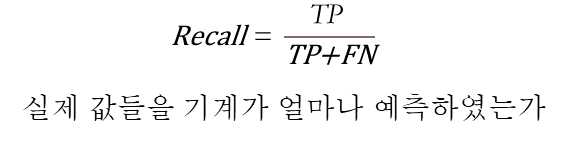 Recall = TP / TP+FN
실제 값들을 기계가 얼마나 예측하였는가